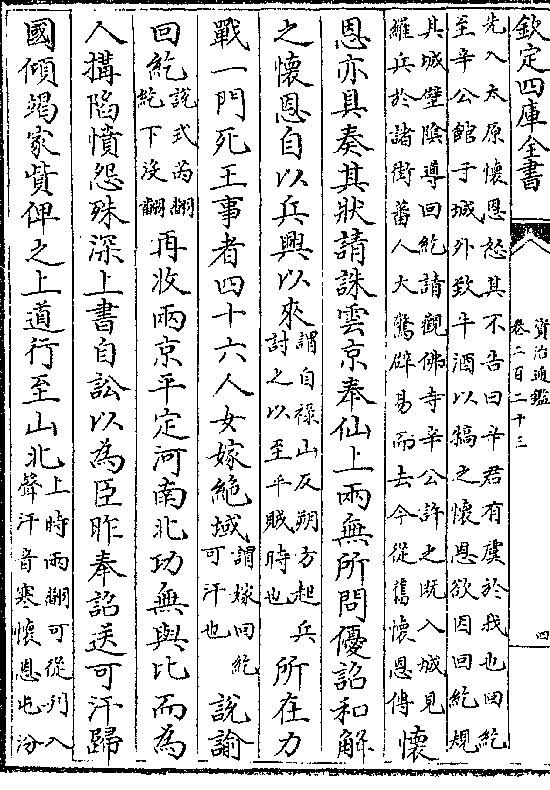 欽定四庫全書
資治通鑑
卷二百二十三
四
先入太原懷恩怒其不告曰辛君有虞於我也回紇
至辛公館于城外致牛酒以犒之懷恩欲因回紇規
其城壁陰導回紇請觀佛寺辛公許之既入城見
羅兵於諸街蕃人大驚辟易而去今從舊懷恩傳
懷
恩亦具奏其狀請誅雲京奉仙上兩無所問優詔和解
之懷恩自以兵興以來
謂自祿山反朔方起兵
討之以至平賊時也
所在力
戰一門死王事者四十六人女嫁絶域
謂嫁回紇
可汗也
說諭
回紇
說式芮翻
紇下沒翻
再收兩京平定河南北功無與比而為
人搆陷憤怨殊深上書自訟以為臣昨奉詔送可汗歸
國傾竭家貲俾之上道行至山北
上時兩翻可從刋入
聲汗音寒懷恩屯汾